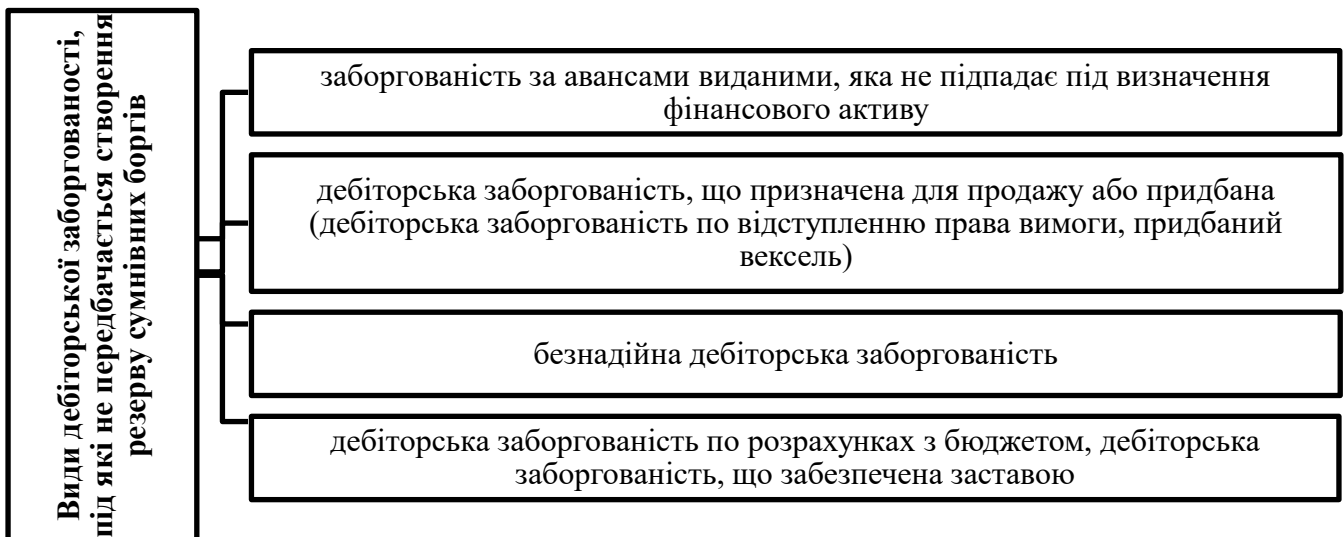 Види дебіторської заборгованості,
під які не передбачається створення
резерву сумнівних боргів
заборгованість за авансами виданими, яка не підпадає під визначення
фінансового активу
дебіторська заборгованість, що призначена для продажу або придбана
(дебіторська заборгованість по відступленню права вимоги, придбаний
вексель)
безнадійна дебіторська заборгованість
дебіторська заборгованість по розрахунках з бюджетом, дебіторська
заборгованість, що забезпечена заставою